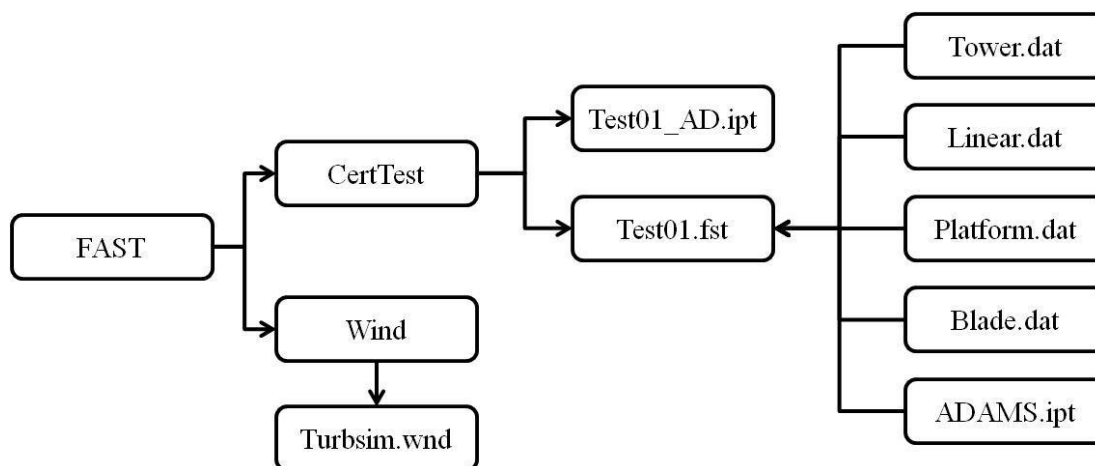 FAST
CertTest
Wind
Turbsim.wnd
Test01_AD.ipt
Test01.fst
Tower.dat
Linear.dat
Platform.dat
Blade.dat
ADAMS.ipt